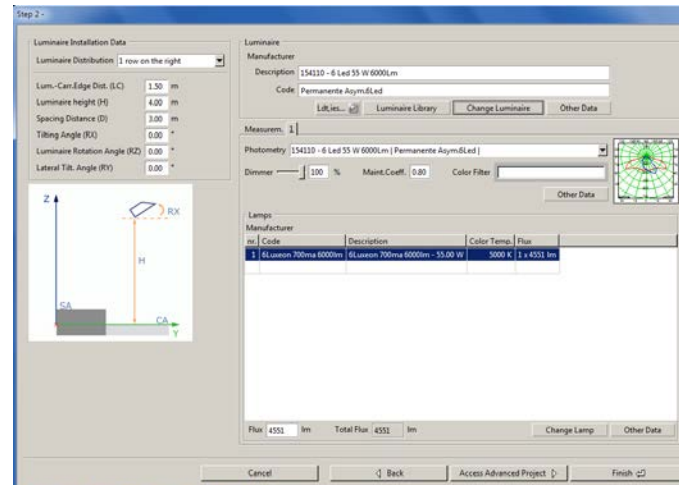 Step 2 -
Luminaire Installation Data
Luminaire Distribution 1 row on the right
Lum.-Carr.Edge Dist. (LC) 1.50 m
Luminaire height (H) 4.00 m
Spacing Distance (D) 3.00 m
Tilting Angle (RX) 0.00 °
Luminaire Rotation Angle (RZ) 0.00 °
Lateral Tilt. Angle (RY) 0.00 °
Z
RX
H
SA
CA
Y
Luminaire
Manufacturer
Description 154110 - 6 Led 55 W 6000Lm
Code Permanente Asym.6Led
Ldt,ies... Luminaire Library Change Luminaire Other Data
Measurem. 1
Photometry 154110 - 6 Led 55 W 6000Lm | Permanente Asym.6Led |
Dimmer 100 % Maint.Coeff. 0.80 Color Filter
Other Data
Lamps
Manufacturer
nr. Code Description Color Temp. Flux
1 6Luxeon 700ma 6000lm 6Luxeon 700ma 6000lm - 55.00 W 5000 K 1 x 4551 lm
Flux 4551 lm Total Flux 4551 lm Change Lamp Other Data
Cancel Back Access Advanced Project Finish